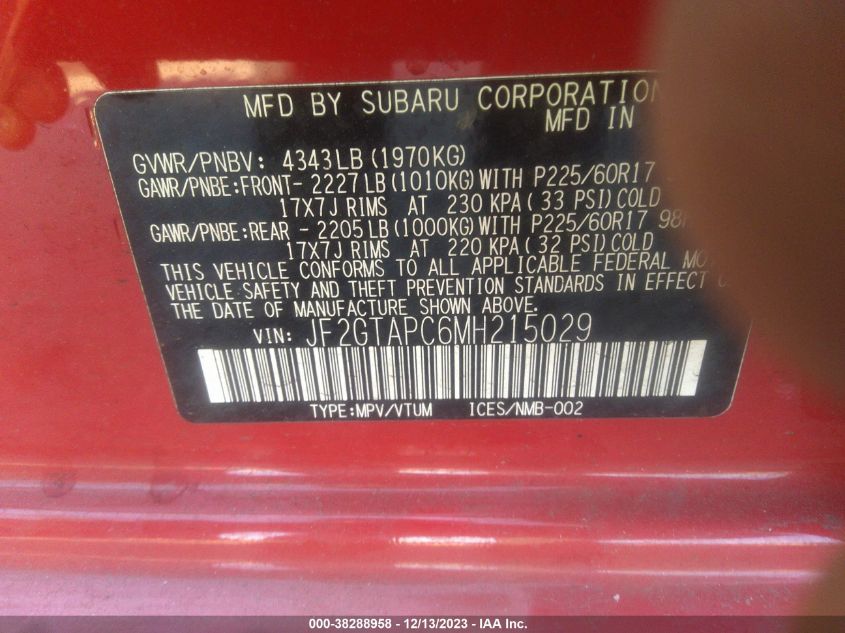 MFD BY SUBARU CORPORATION
MFD IN
GVWR/PNBV: 4343LB(1970KG)
GAWR/PNBE:FRONT- 2227LB(1010KG)WITH P225/60R17
17X7J RIMS AT 230 KPA(33 PSI)COLD
GAWR/PNBE:REAR - 2205LB(1000KG)WITH P225/60R17
17X7J RIMS AT 220 KPA(32 PSI)COLD
THIS VEHICLE CONFORMS TO ALL APPLICABLE FEDERAL
VEHICLE SAFETY AND THEFT PREVENTION STANDARDS IN EFFECT
THE DATE OF MANUFACTURE SHOWN ABOVE.
VIN: JF2GTAPC6MH215029
TYPE:MPV/VTUM ICES/NMB-002
000-38288958 - 12/13/2023 - IAA Inc.